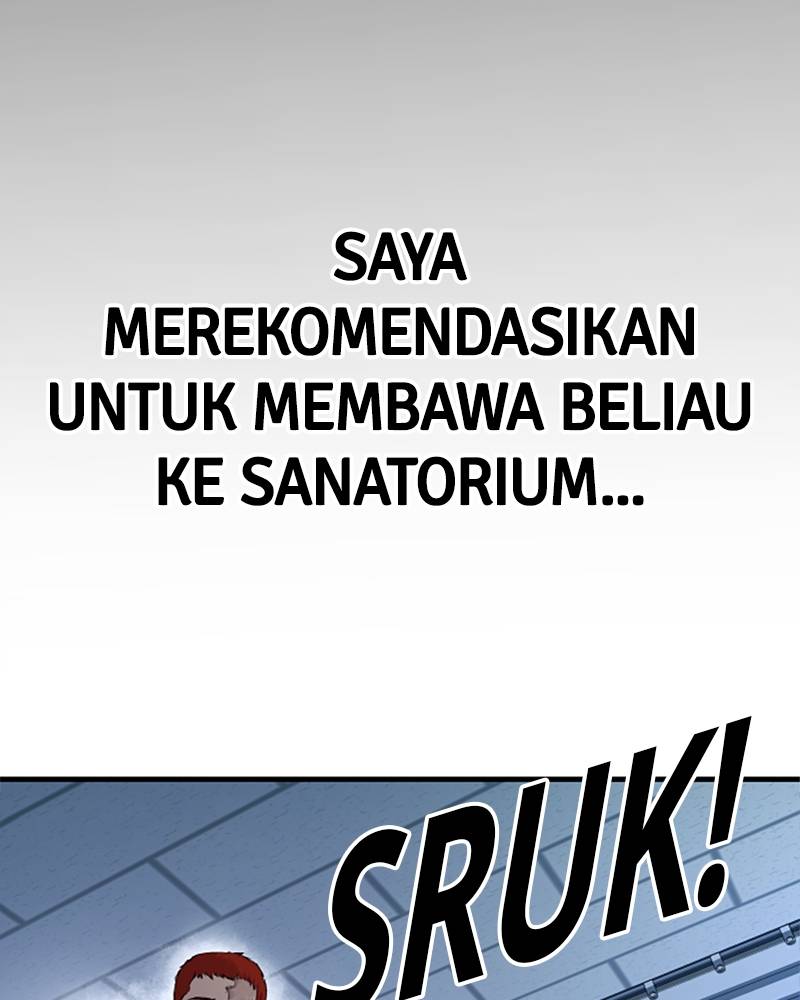 SAYA
MEREKOMENDASIKAN
UNTUK MEMBAWA BELIAU
KE SANATORIUM...
SRUK!